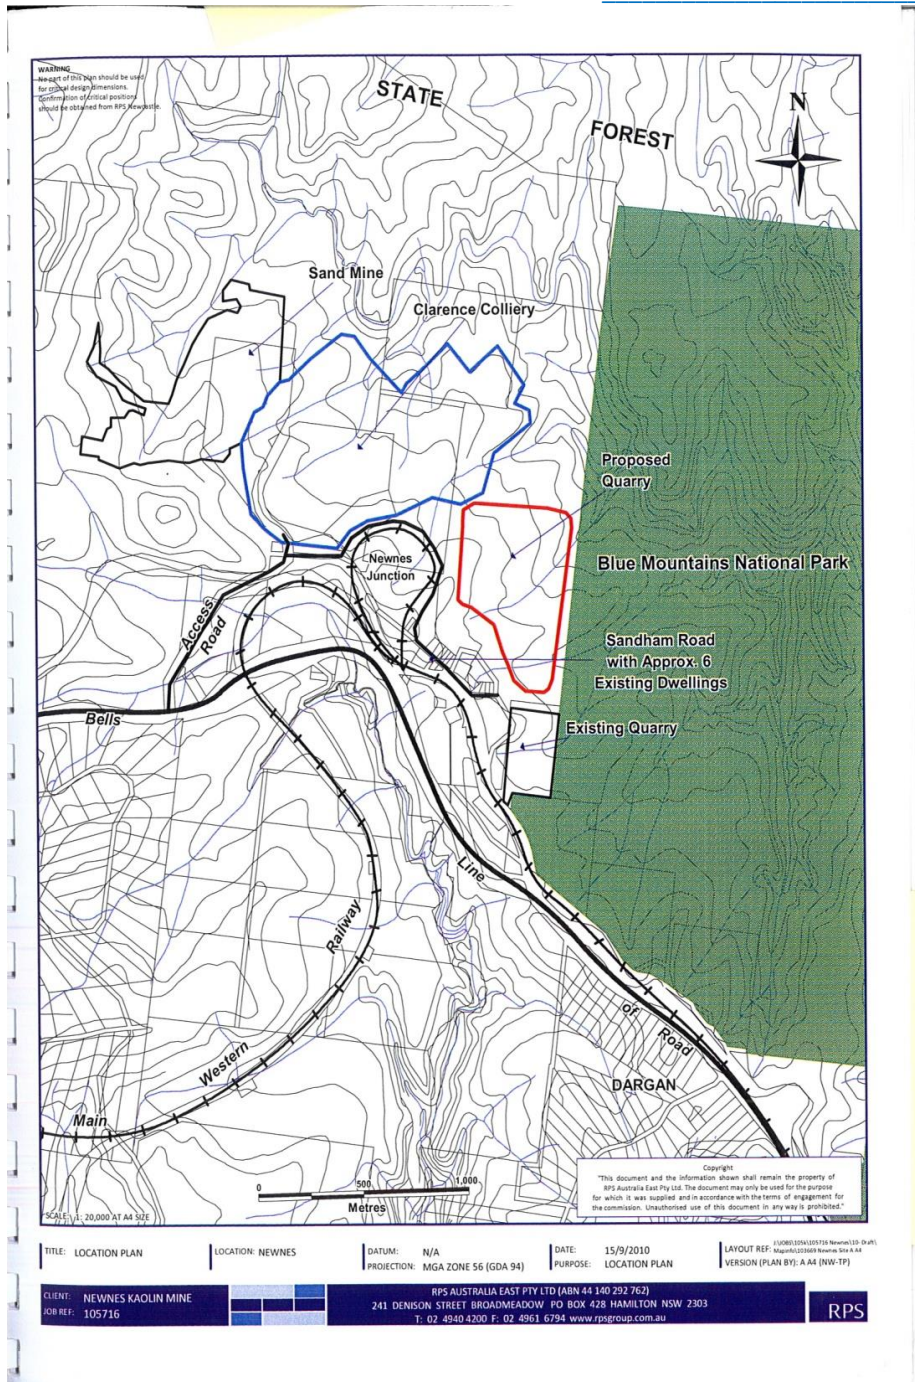 WARNING
No part of this plan should be used
for critical design dimensions.
Confirmation of critical positions
should be obtained from RPS Newcastle.
STATE
FOREST
N
Sand Mine
Clarence Colliery
Proposed
Quarry
Newnes
Junction
Blue Mountains National Park
Access
Road
Sandham Road
with Approx. 6
Existing Dwellings
Bells
Existing Quarry
Line
Railway
of
Road
Western
DARGAN
Main
0 500 1,000
Metres
SCALE: 1: 20,000 AT A4 SIZE
Copyright
"This document and the information shown shall remain the property of
RPS Australia East Pty Ltd. The document may only be used for the purpose
for which it was supplied and in accordance with the terms of engagement for
the commission. Unauthorised use of this document in any way is prohibited."
TITLE: LOCATION PLAN
LOCATION: NEWNES
DATUM: N/A
PROJECTION: MGA ZONE 56 (GDA 94)
DATE: 15/9/2010
PURPOSE: LOCATION PLAN
LAYOUT REF:
VERSION (PLAN BY): A A4 (NW-TP)
CLIENT: NEWNES KAOLIN MINE
JOB REF: 105716
RPS AUSTRALIA EAST PTY LTD (ABN 44 140 292 762)
241 DENISON STREET BROADMEADOW PO BOX 428 HAMILTON NSW 2303
T: 02 4940 4200 F: 02 4961 6794 www.rpsgroup.com.au
RPS